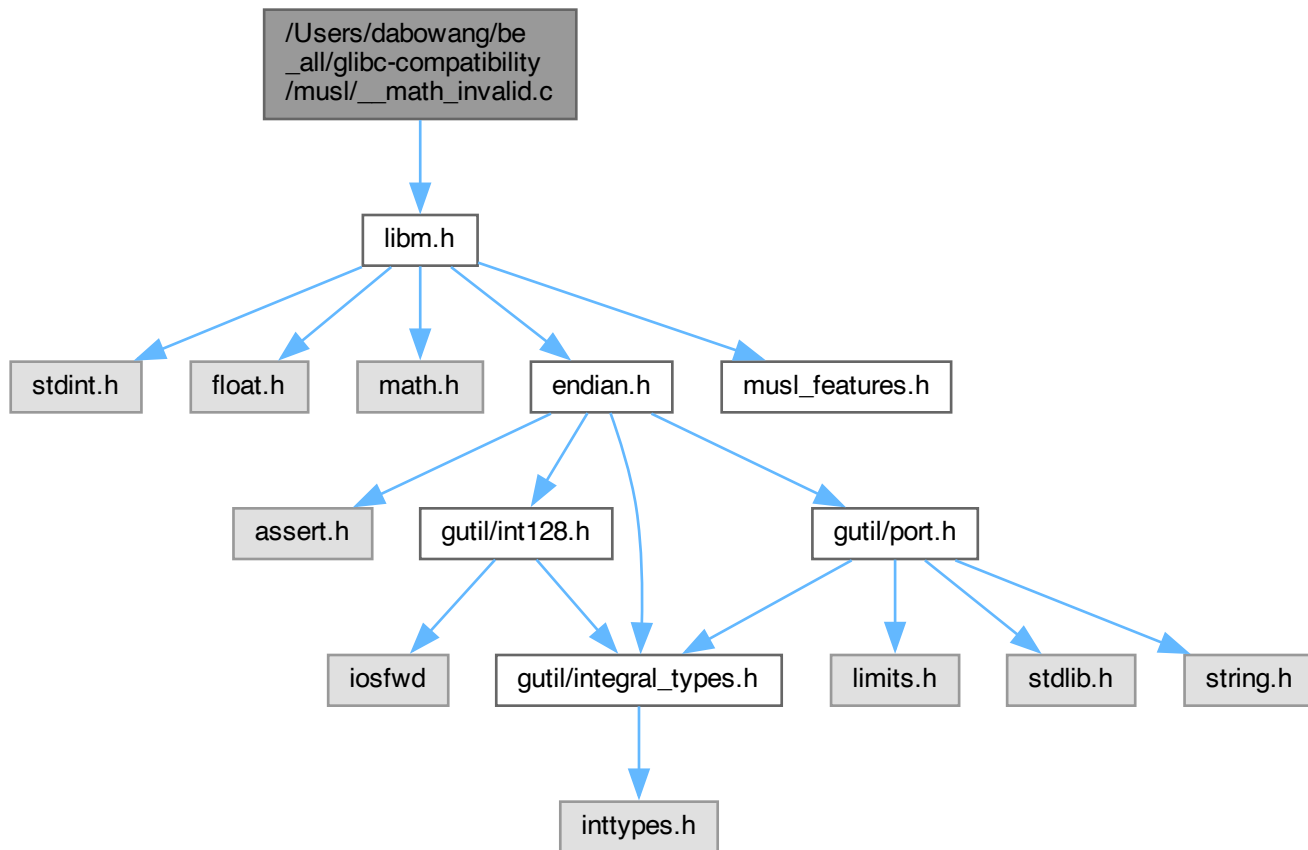 /Users/dabowang/be
_all/glibc-compatibility
/musl/__math_invalid.c
libm.h
stdint.h
float.h
math.h
endian.h
musl_features.h
assert.h
gutil/int128.h
gutil/port.h
iosfwd
gutil/integral_types.h
limits.h
stdlib.h
string.h
inttypes.h